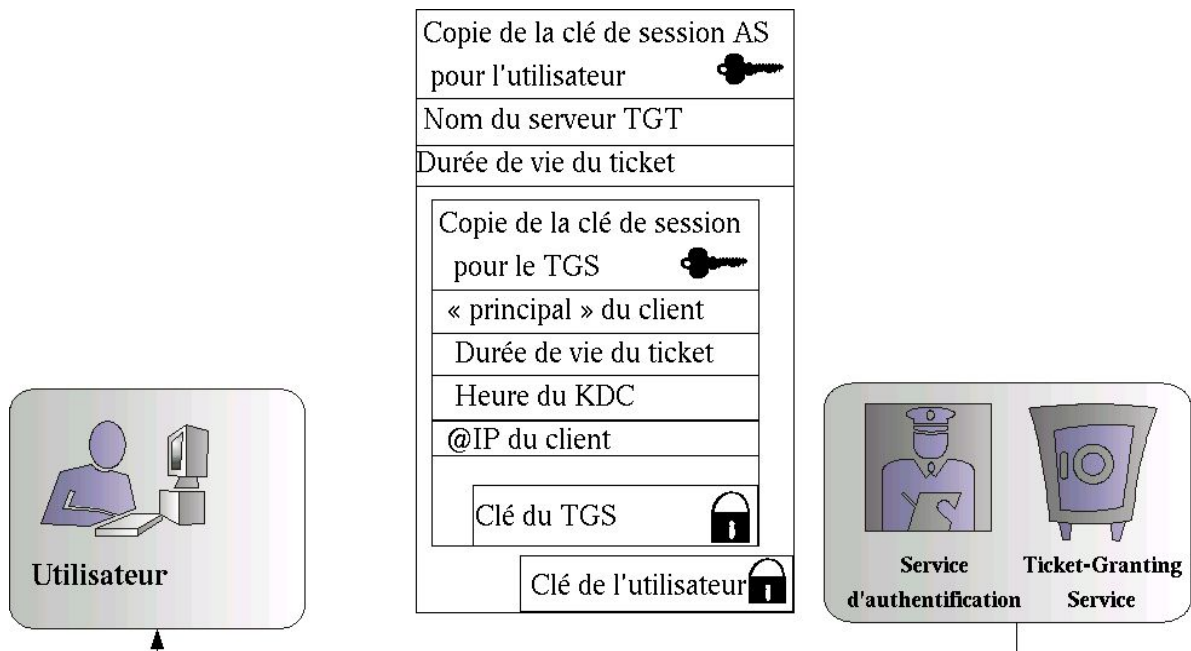 Copie de la clé de session AS
pour l'utilisateur
Nom du serveur TGT
Durée de vie du ticket
Copie de la clé de session
pour le TGS
« principal » du client
Durée de vie du ticket
Heure du KDC
@IP du client
Clé du TGS
Clé de l'utilisateur
Utilisateur
Service
d'authentification
Ticket-Granting
Service